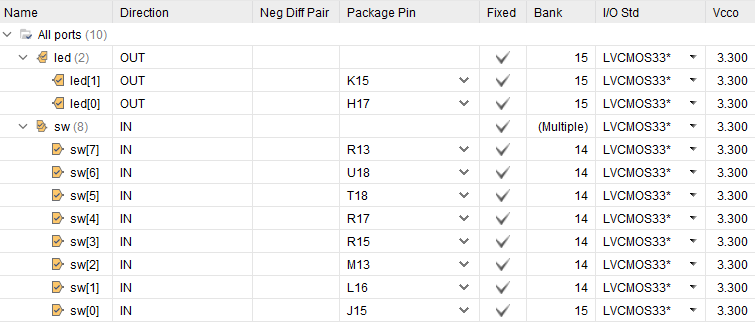 Name Direction Neg Diff Pair Package Pin Fixed Bank I/O Std Vcco
All ports (10)
led (2) OUT 15 LVCMOS33* 3.300
led[1] OUT K15 15 LVCMOS33* 3.300
led[0] OUT H17 15 LVCMOS33* 3.300
sw (8) IN (Multiple) LVCMOS33* 3.300
sw[7] IN R13 14 LVCMOS33* 3.300
sw[6] IN U18 14 LVCMOS33* 3.300
sw[5] IN T18 14 LVCMOS33* 3.300
sw[4] IN R17 14 LVCMOS33* 3.300
sw[3] IN R15 14 LVCMOS33* 3.300
sw[2] IN M13 14 LVCMOS33* 3.300
sw[1] IN L16 14 LVCMOS33* 3.300
sw[0] IN J15 15 LVCMOS33* 3.300